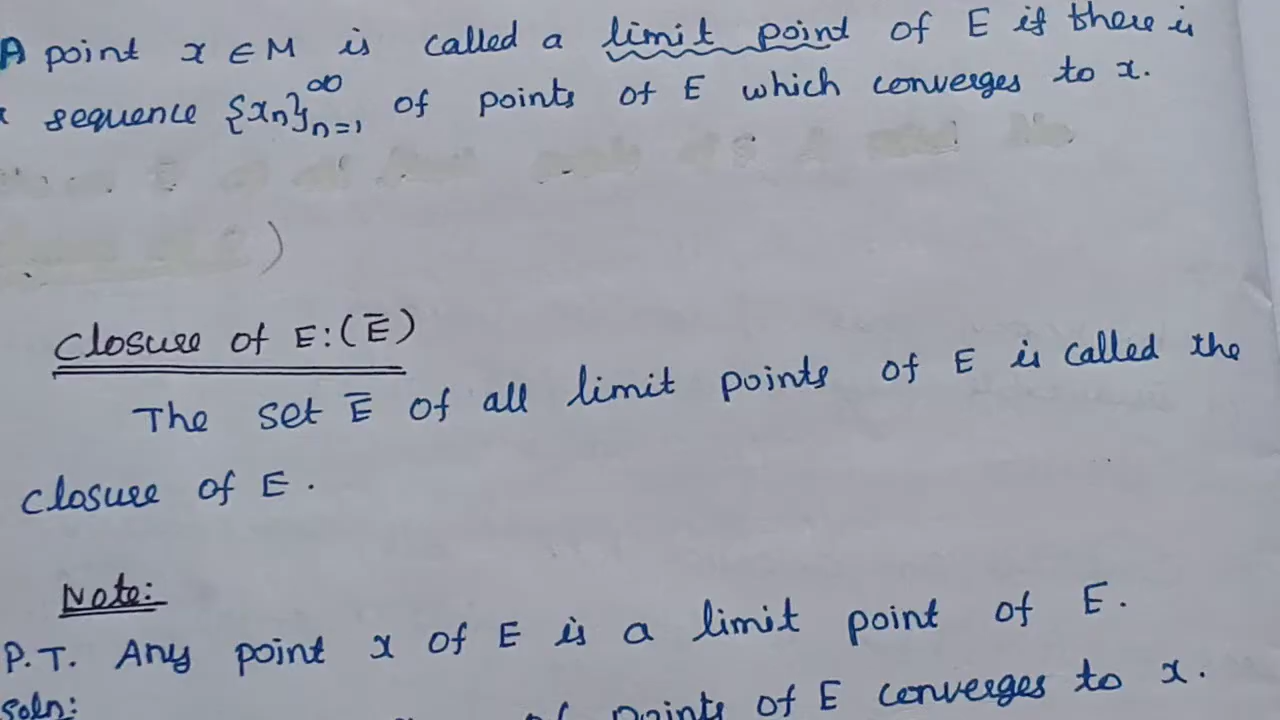 A point x ∈ M is called a limit point of E if there is
sequence {xn}∞n=1 of points of E which converges to x.
)
Closure of E: (Ē)
The set Ē of all limit points of E is called the
closure of E.
Note:
P.T. Any point x of E is a limit point of E.
Soln:
of points of E converges to x.